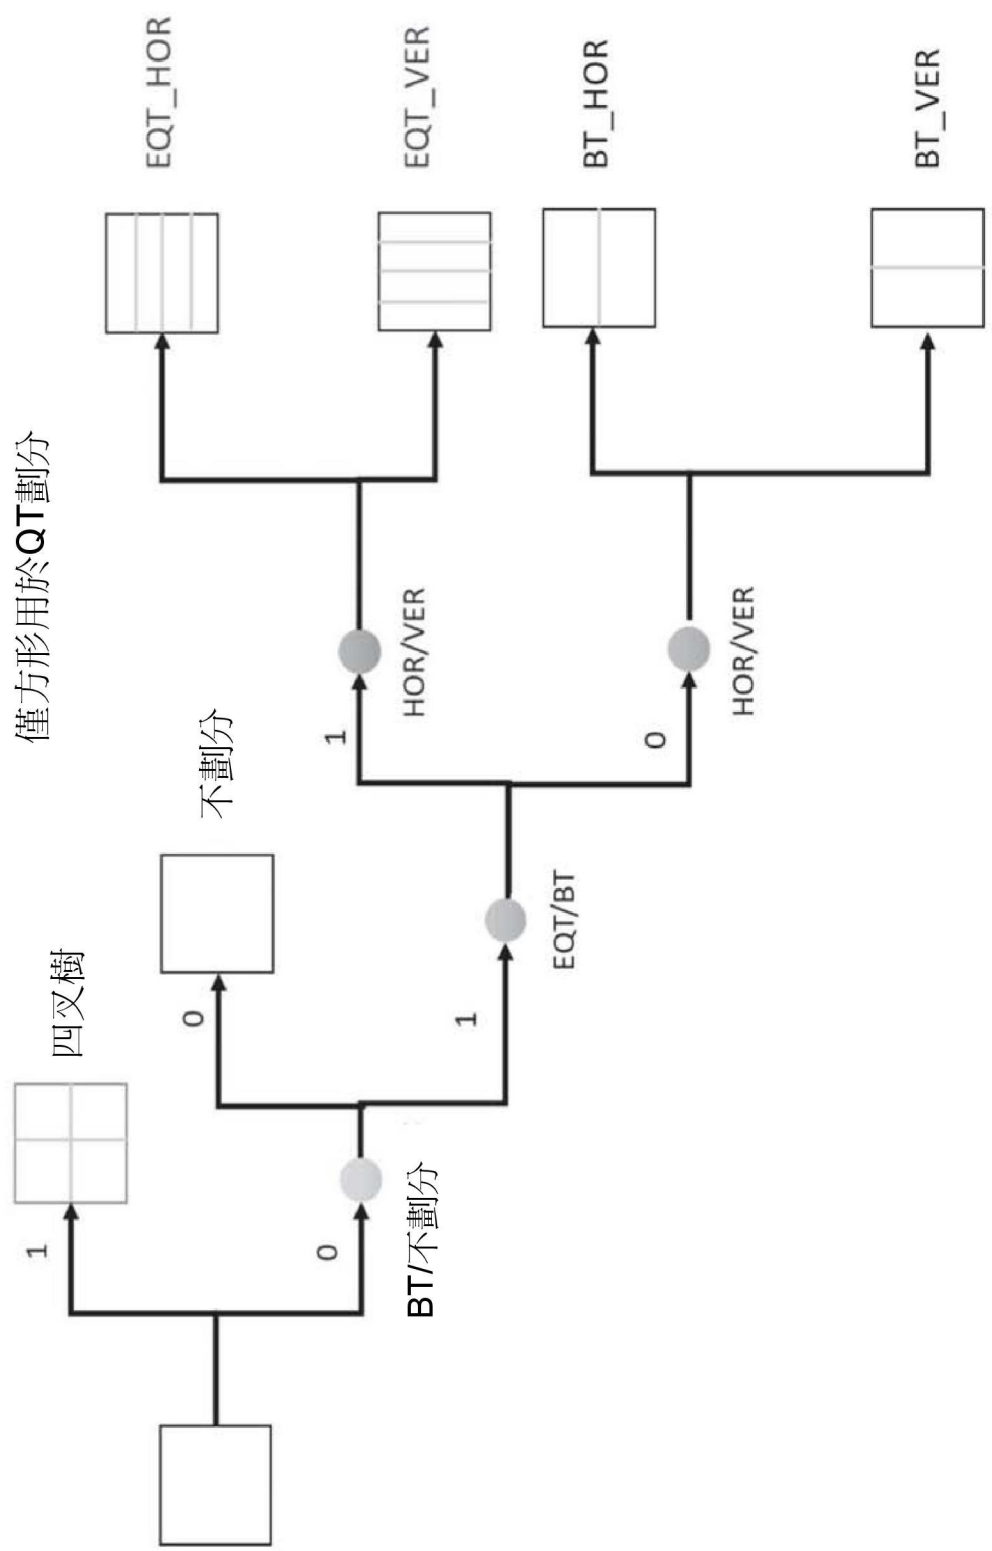 僅方形用於QT劃分
1
四叉樹
0
BT/不劃分
0
不劃分
1
EQT/BT
1
HOR/VER
0
HOR/VER
EQT_HOR
EQT_VER
BT_HOR
BT_VER